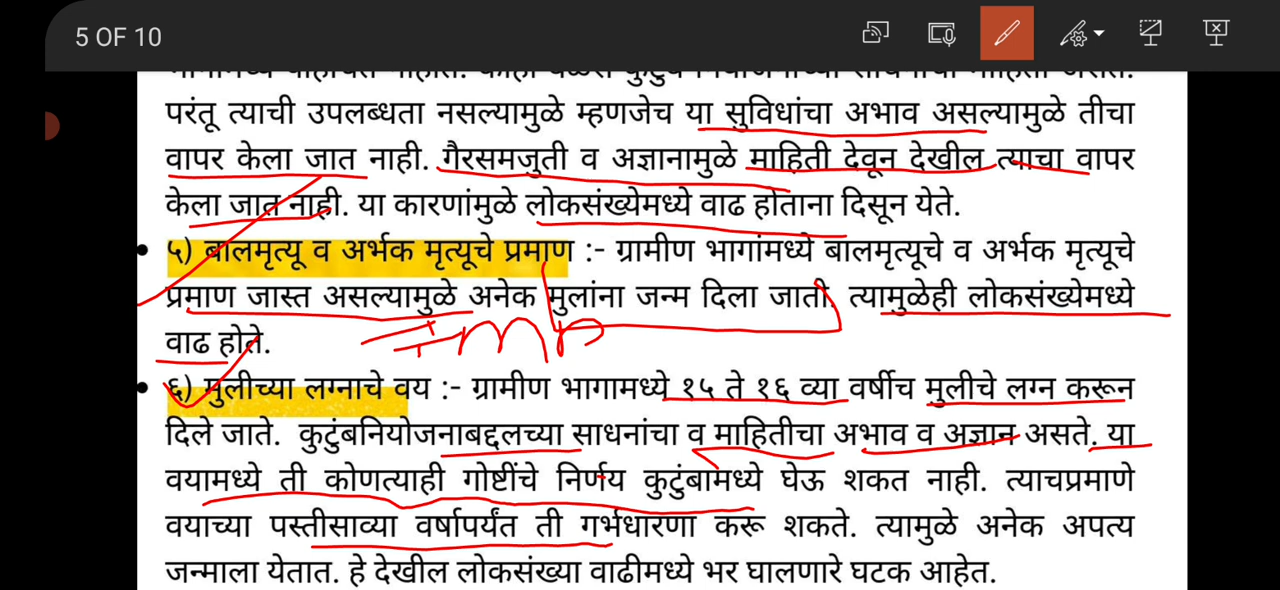 5 OF 10
परंतू त्याची उपलब्धता नसल्यामुळे म्हणजेच या सुविधांचा अभाव असल्यामुळे तीचा
वापर केला जात नाही. गैरसमजुती व अज्ञानामुळे माहिती देवून देखील त्याचा वापर
केला जात नाही. या कारणांमुळे लोकसंख्येमध्ये वाढ होताना दिसून येते.
• ५) बालमृत्यू व अर्भक मृत्यूचे प्रमाण :- ग्रामीण भागांमध्ये बालमृत्यूचे व अर्भक मृत्यूचे
प्रमाण जास्त असल्यामुळे अनेक मुलांना जन्म दिला जातो. त्यामुळेही लोकसंख्येमध्ये
वाढ होते.
Imp
• ६) मुलीच्या लग्नाचे वय :- ग्रामीण भागामध्ये १५ ते १६ व्या वर्षीच मुलीचे लग्न करून
दिले जाते. कुटुंबनियोजनाबद्दलच्या साधनांचा व माहितीचा अभाव व अज्ञान असते. या
वयामध्ये ती कोणत्याही गोष्टींचे निर्णय कुटुंबामध्ये घेऊ शकत नाही. त्याचप्रमाणे
वयाच्या पस्तीसाव्या वर्षापर्यंत ती गर्भधारणा करू शकते. त्यामुळे अनेक अपत्य
जन्माला येतात. हे देखील लोकसंख्या वाढीमध्ये भर घालणारे घटक आहेत.